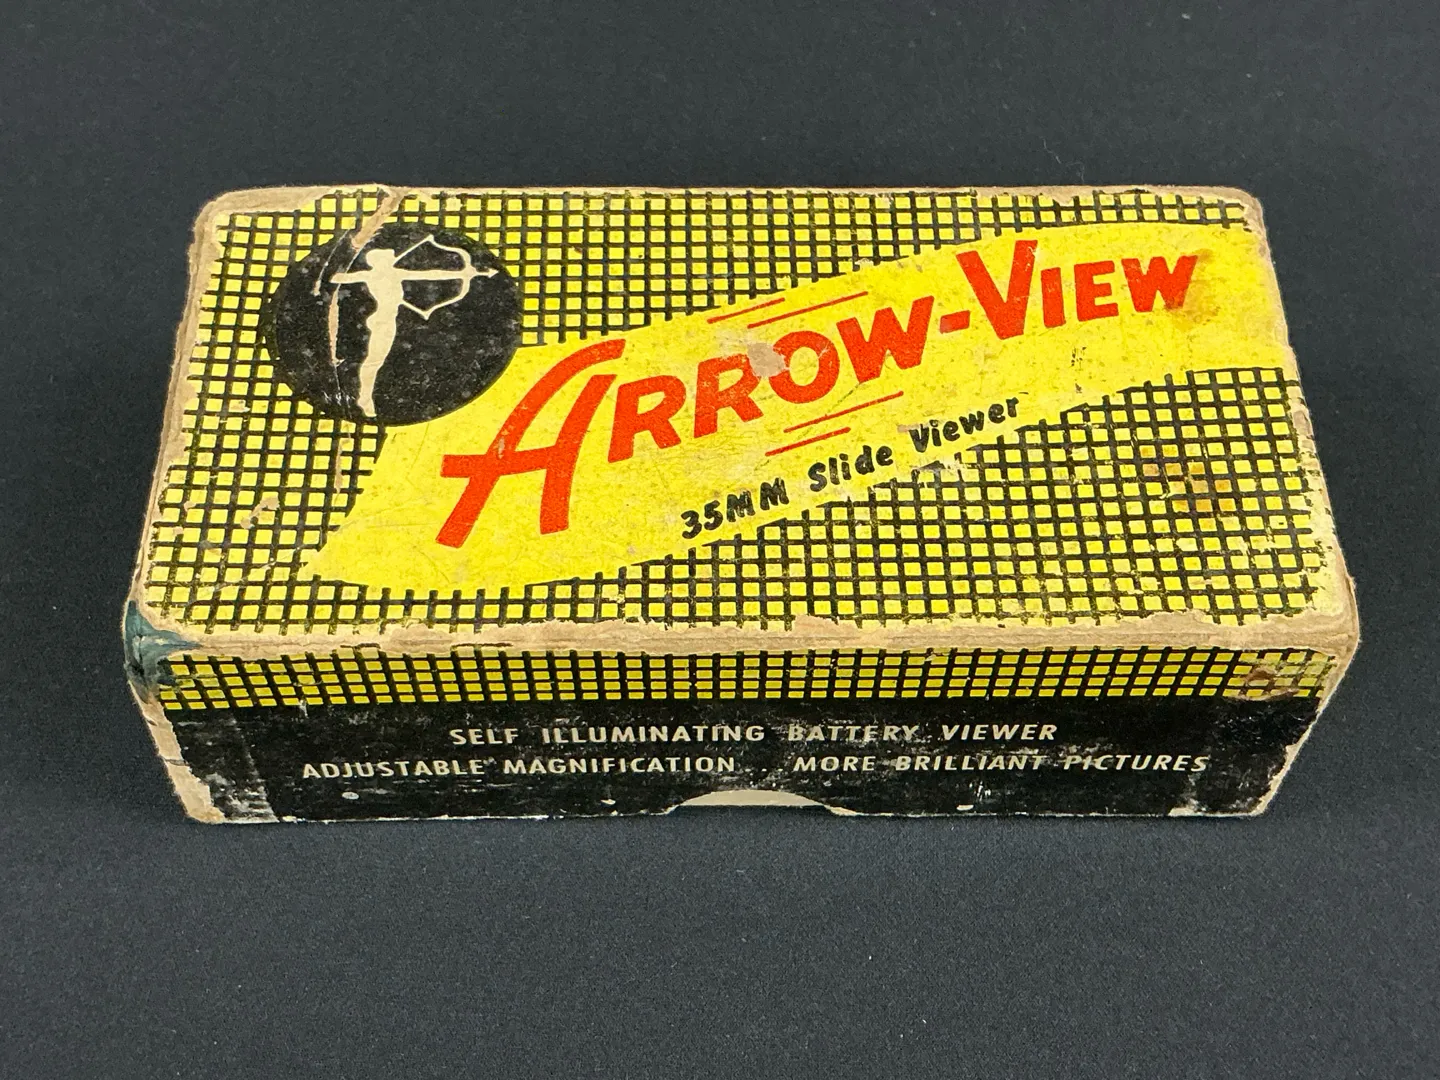 ARROW-VIEW
35MM Slide Viewer
SELF ILLUMINATING BATTERY VIEWER
ADJUSTABLE MAGNIFICATION . . MORE BRILLIANT PICTURES